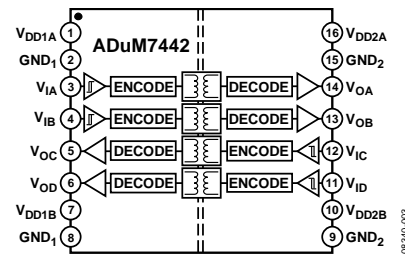 ADuM7442
VDD1A 1 16 VDD2A
GND1 2 15 GND2
VIA 3 ENCODE DECODE 14 VOA
VIB 4 ENCODE DECODE 13 VOB
VOC 5 DECODE ENCODE 12 VIC
VOD 6 DECODE ENCODE 11 VID
VDD1B 7 10 VDD2B
GND1 8 9 GND2
08340-003